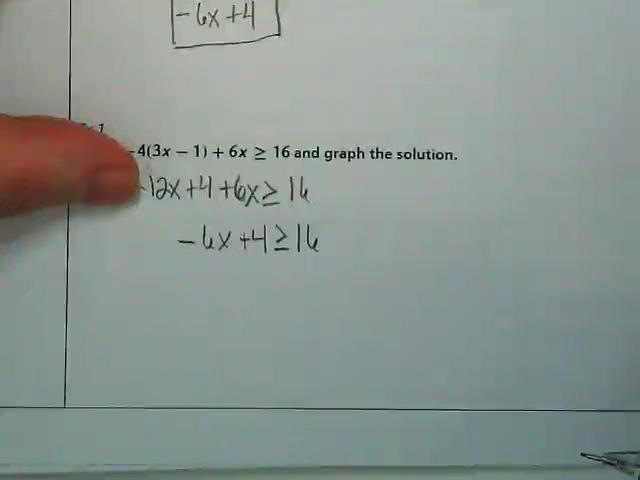 -6x+4
-4(3x – 1) + 6x ≥ 16 and graph the solution.
-12x+4+6x≥16
-6x+4≥16